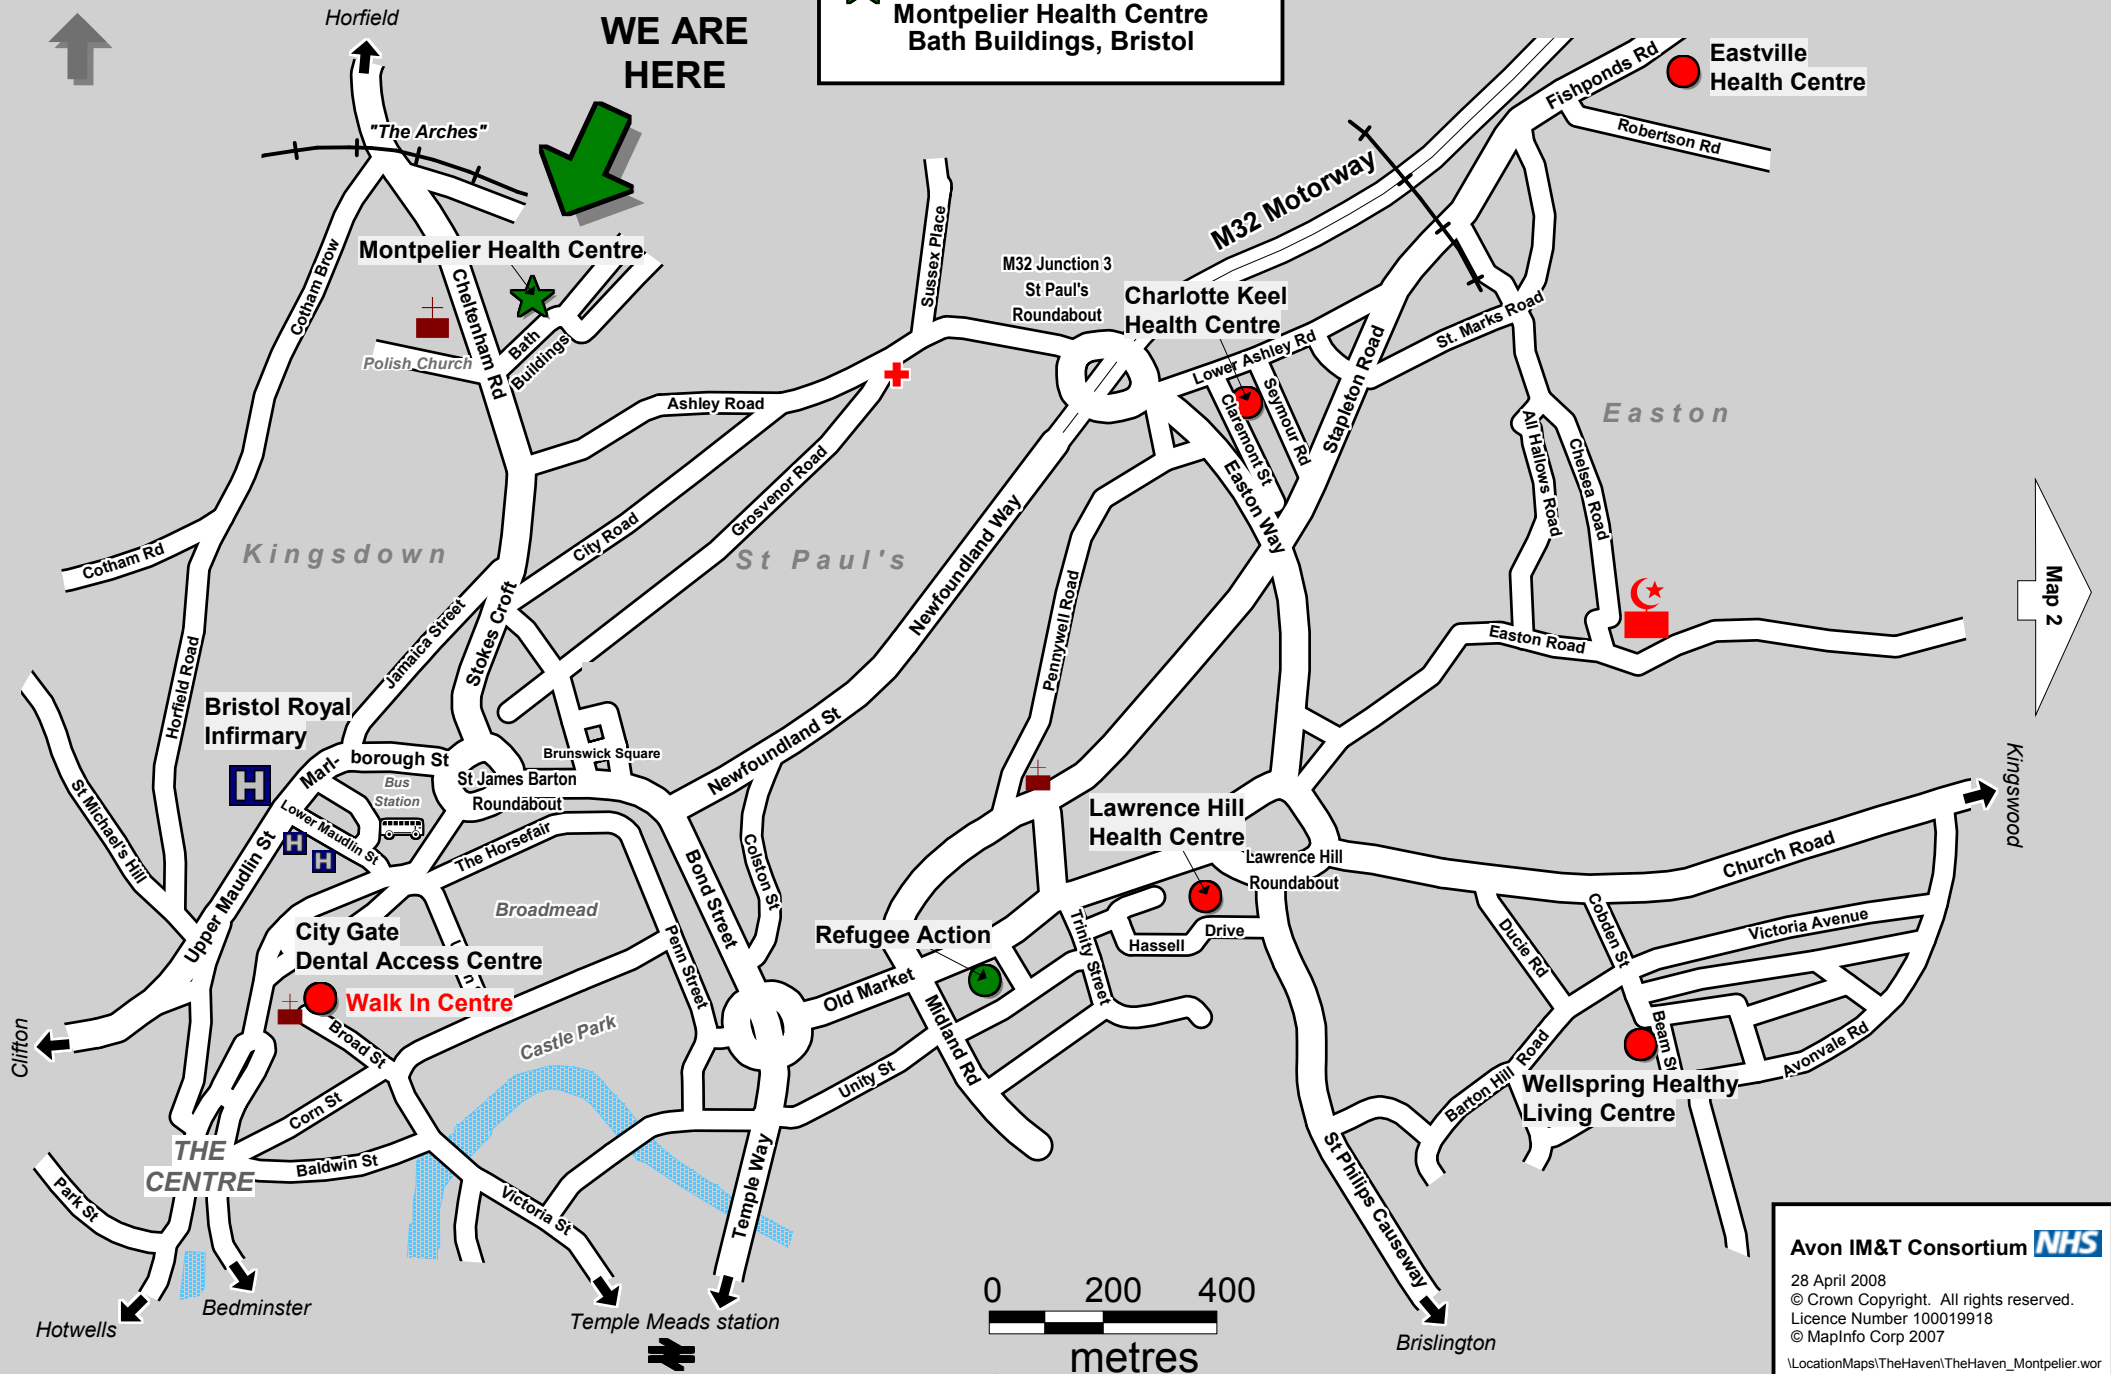 Horfield
WE ARE
HERE
Montpelier Health Centre
Bath Buildings, Bristol
Eastville
Health Centre
Fishponds Rd
Robertson Rd
"The Arches"
M32 Motorway
Montpelier Health Centre
Cotham Brow
Cheltenham Rd
Sussex Place
M32 Junction 3
St Paul's
Roundabout
Charlotte Keel
Health Centre
Polish Church
Bath
Buildings
Lower Ashley Rd
St. Marks Road
Stapleton Road
Seymour Rd
Claremont St
Ashley Road
Easton
All Hallows Road
Chelsea Road
Easton Way
Grosvenor Road
City Road
Newfoundland Way
Cotham Rd
Kingsdown
St Paul's
Map 2
Jamaica Street
Stokes Croft
Pennywell Road
Easton Road
Horfield Road
Bristol Royal
Infirmary
Marl-
borough St
Brunswick Square
Newfoundland St
Bus
Station
St James Barton
Roundabout
Kingswood
St Michael's Hill
Lower Maudlin St
The Horsefair
Lawrence Hill
Health Centre
Lawrence Hill
Roundabout
Church Road
Upper Maudlin St
Bond Street
Colston St
Broadmead
Cobden St
Victoria Avenue
City Gate
Dental Access Centre
Walk In Centre
Penn Street
Refugee Action
Trinity Street
Hassell
Drive
Ducie Rd
Old Market
Midland Rd
Clifton
Broad St
Castle Park
Beam St
Avonvale Rd
Unity St
Barton Hill Road
Wellspring Healthy
Living Centre
Corn St
THE
CENTRE
Baldwin St
Park St
Victoria St
Temple Way
St Philips Causeway
Hotwells
Bedminster
Temple Meads station
0 200 400
metres
Brislington
Avon IM&T Consortium NHS
28 April 2008
© Crown Copyright. All rights reserved.
Licence Number 100019918
© MapInfo Corp 2007
\LocationMaps\TheHaven\TheHaven_Montpelier.wor